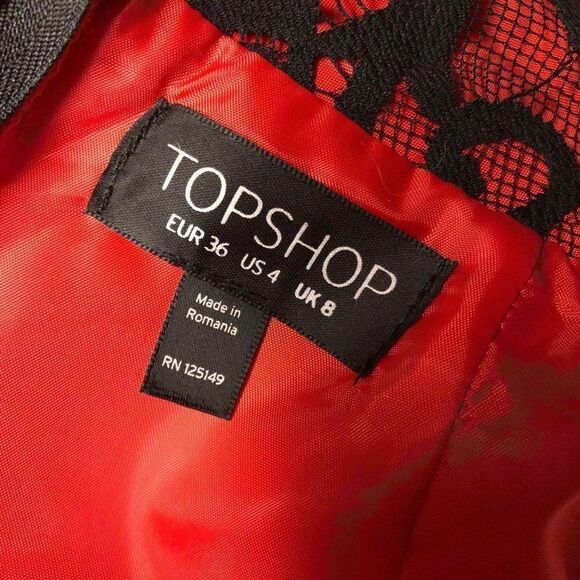 TOPSHOP
EUR 36 US 4 UK 8
Made in
Romania
RN 125149